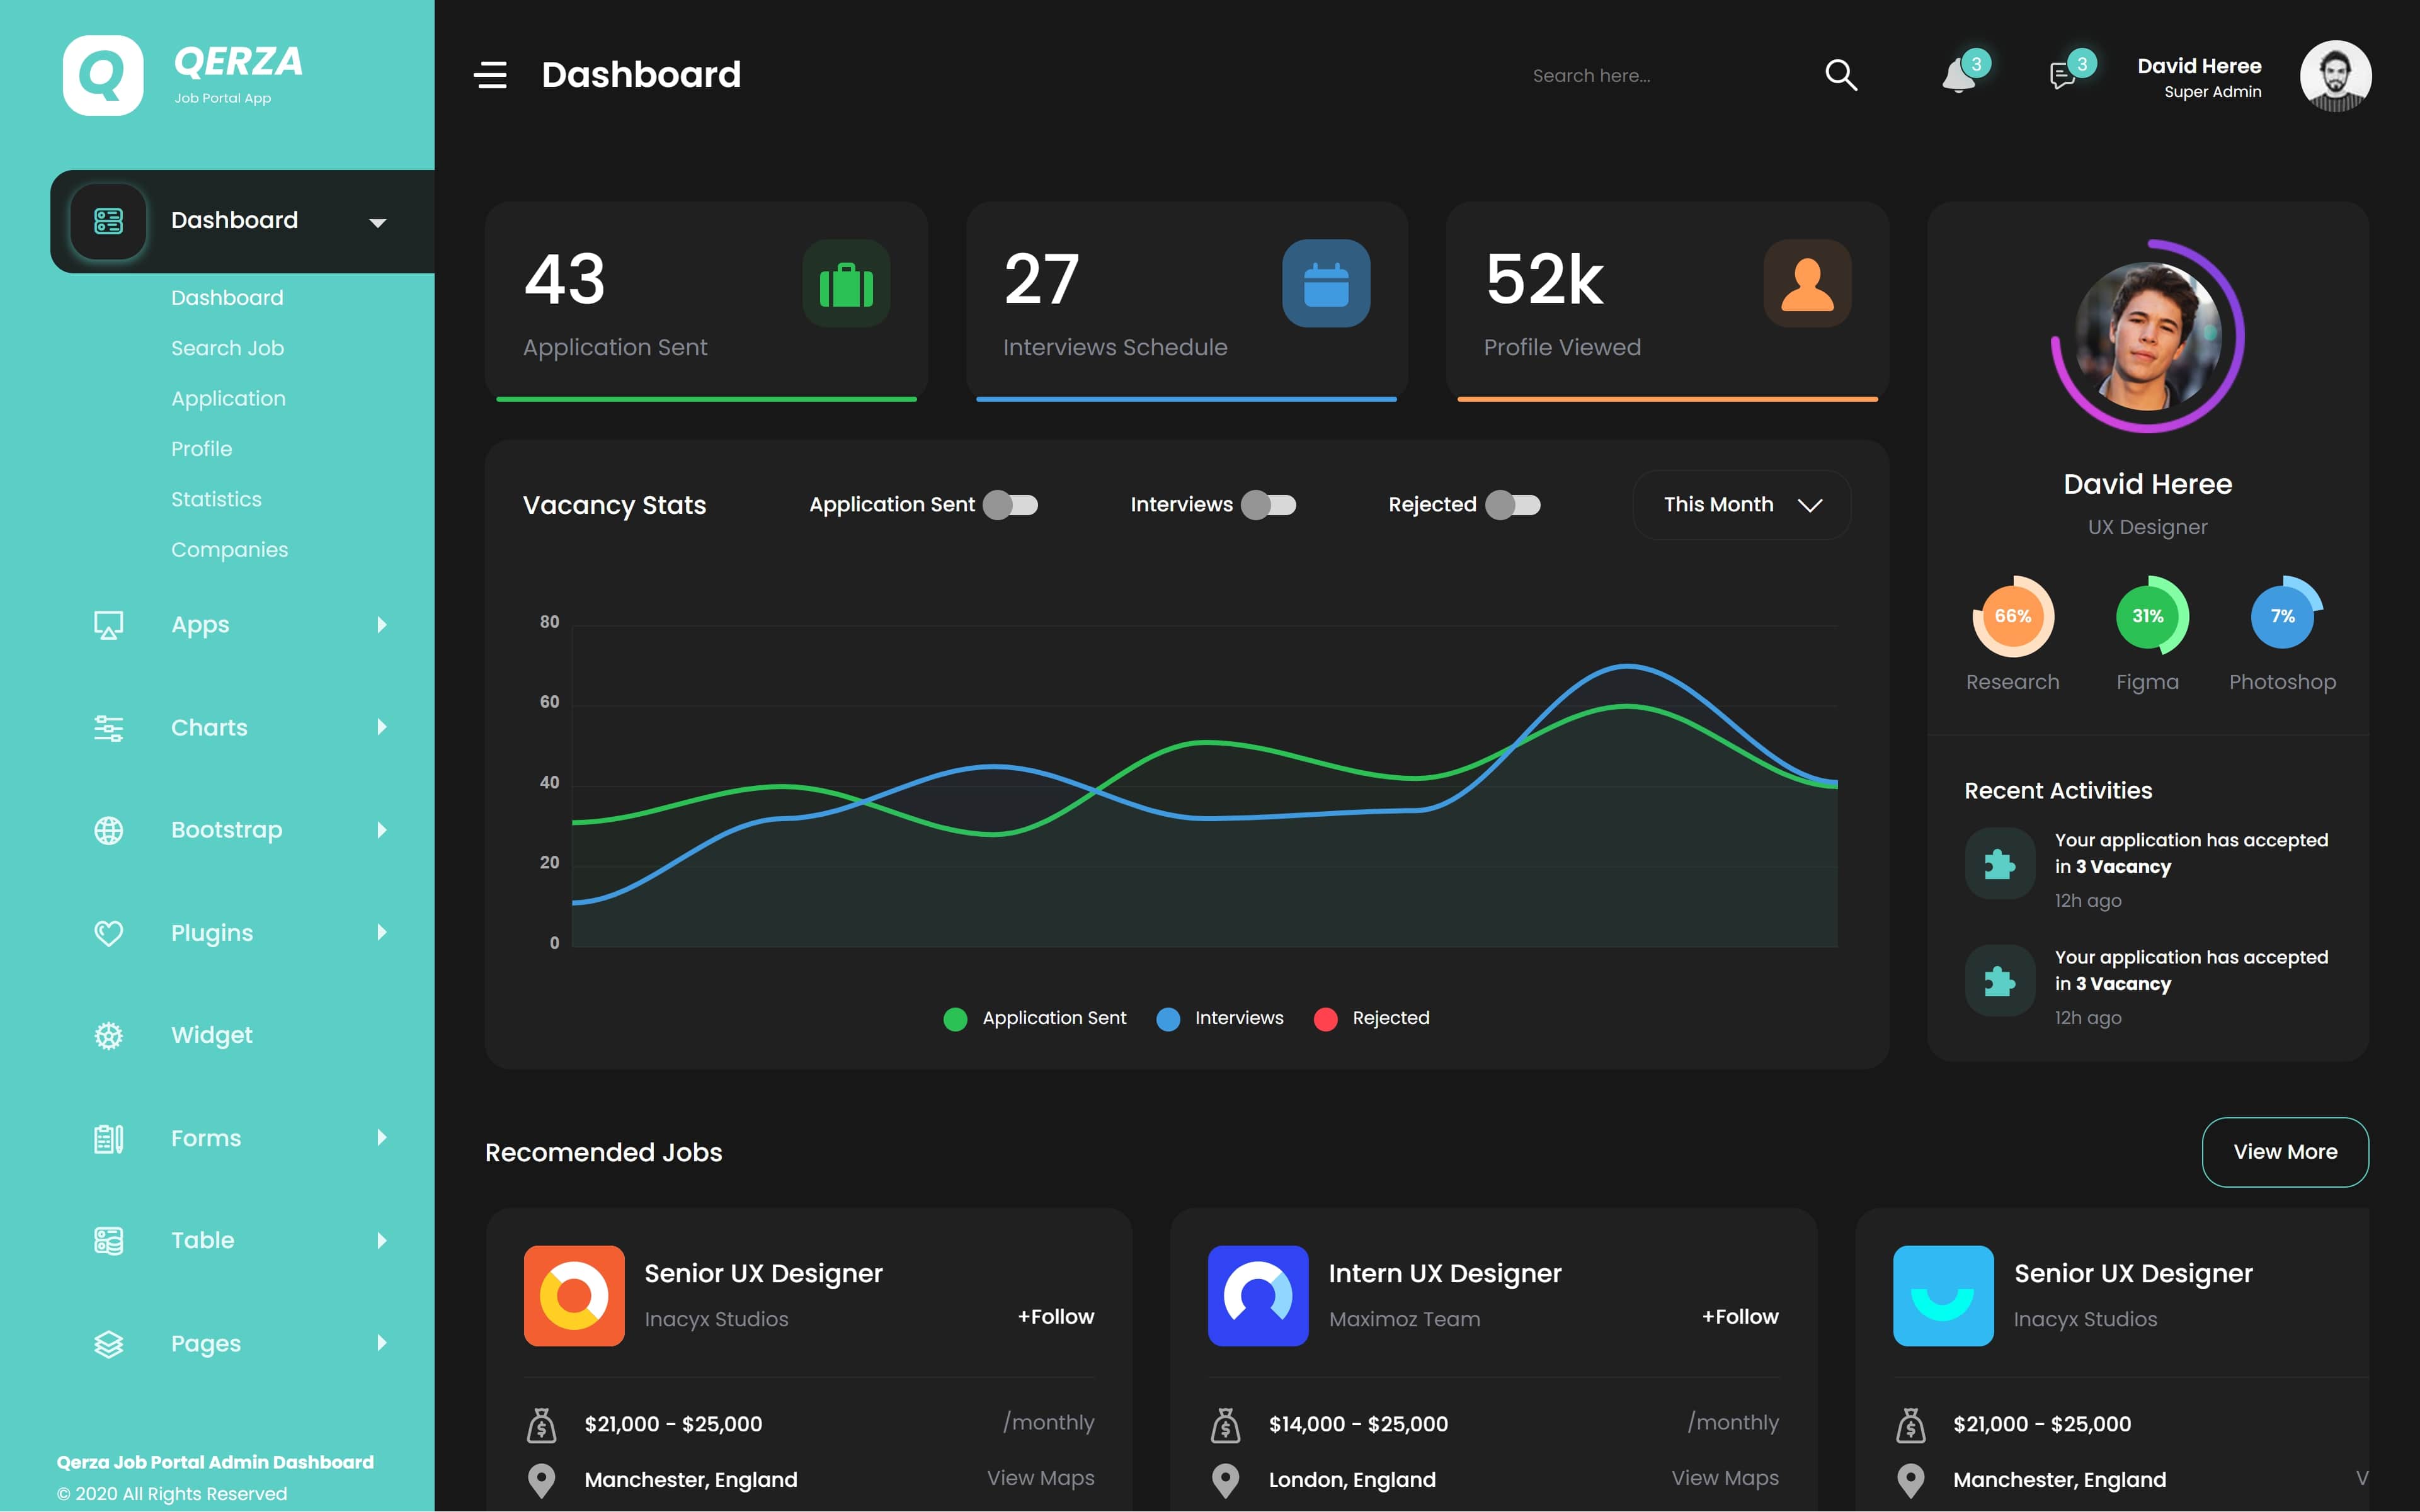 Q
QERZA
Job Portal App
Dashboard
Search here...
3
3
David Heree
Super Admin
Dashboard
Dashboard
Search Job
Application
Profile
Statistics
Companies
Apps
Charts
Bootstrap
Plugins
Widget
Forms
Table
Pages
Qerza Job Portal Admin Dashboard
© 2020 All Rights Reserved
43
Application Sent
27
Interviews Schedule
52k
Profile Viewed
Vacancy Stats
Application Sent
Interviews
Rejected
This Month
80
60
40
20
0
Application Sent
Interviews
Rejected
David Heree
UX Designer
66%
31%
7%
Research
Figma
Photoshop
Recent Activities
Your application has accepted
in 3 Vacancy
12h ago
Your application has accepted
in 3 Vacancy
12h ago
Recomended Jobs
View More
Senior UX Designer
Inacyx Studios
+Follow
$21,000 - $25,000
/monthly
Manchester, England
View Maps
Intern UX Designer
Maximoz Team
+Follow
$14,000 - $25,000
/monthly
London, England
View Maps
Senior UX Designer
Inacyx Studios
$21,000 - $25,000
Manchester, England
V